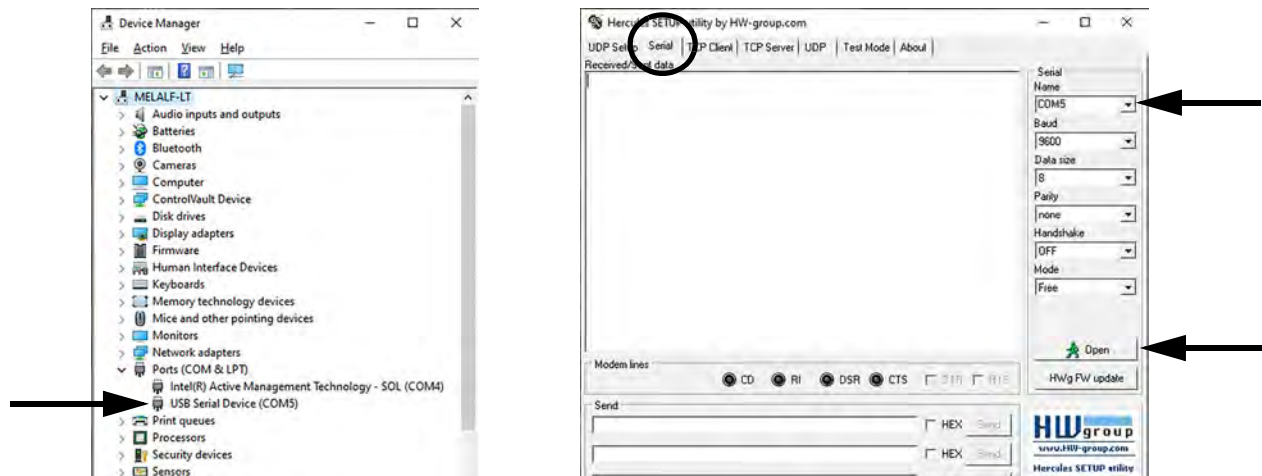 Device Manager
File Action View Help
MELALF-LT
Audio inputs and outputs
Batteries
Bluetooth
Cameras
Computer
ControlVault Device
Disk drives
Display adapters
Firmware
Human Interface Devices
Keyboards
Memory technology devices
Mice and other pointing devices
Monitors
Network adapters
Ports (COM & LPT)
Intel(R) Active Management Technology - SOL (COM4)
USB Serial Device (COM5)
Print queues
Processors
Security devices
Sensors
Hercules SETUP utility by HW-group.com
UDP Setup Serial TCP Client TCP Server UDP Test Mode About
Received/Sent data
Serial
Name
COM5
Baud
9600
Data size
8
Parity
none
Handshake
OFF
Mode
Free
Open
HWg FW update
Modem lines
CD RI DSR CTS DTR RTS
Send
HEX Send
HEX Send
HWgroup
www.HW-group.com
Hercules SETUP utility